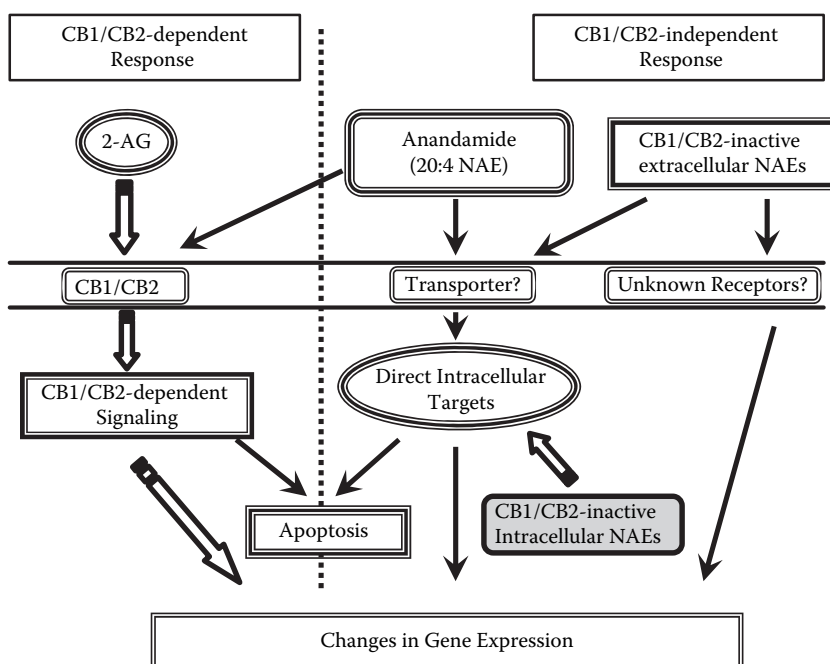 CB1/CB2-dependent
Response
CB1/CB2-independent
Response
2-AG
Anandamide
(20:4 NAE)
CB1/CB2-inactive
extracellular NAEs
CB1/CB2
Transporter?
Unknown Receptors?
CB1/CB2-dependent
Signaling
Direct Intracellular
Targets
Apoptosis
CB1/CB2-inactive
Intracellular NAEs
Changes in Gene Expression